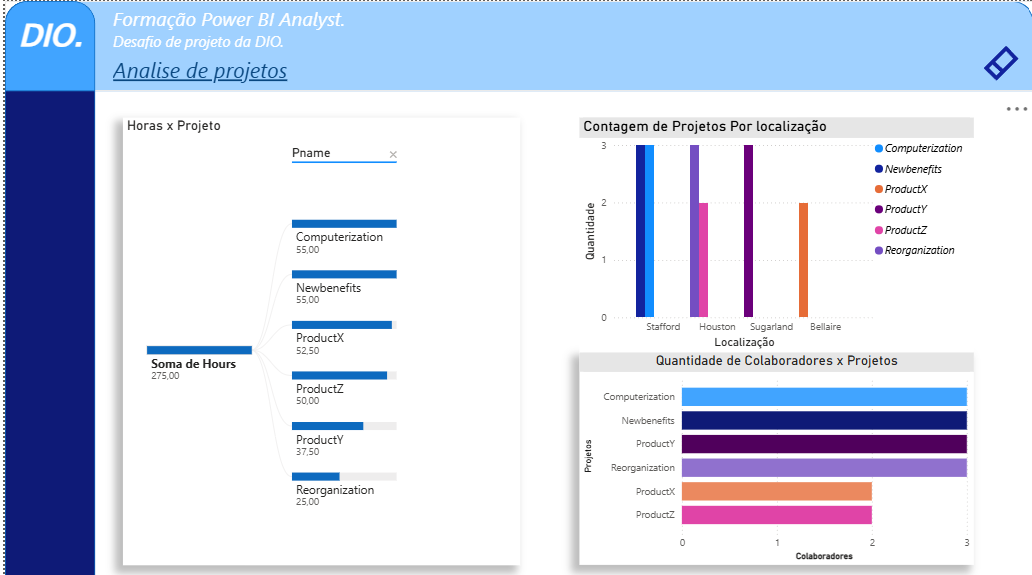 DIO.
Formação Power BI Analyst.
Desafio de projeto da DIO.
Analise de projetos
Horas x Projeto
Pname
Computerization
55,00
Newbenefits
55,00
ProductX
52,50
Soma de Hours
275,00
ProductZ
50,00
ProductY
37,50
Reorganization
25,00
Contagem de Projetos Por localização
Quantidade
3
2
1
0
Stafford Houston Sugarland Bellaire
Localização
Computerization
Newbenefits
ProductX
ProductY
ProductZ
Reorganization
Quantidade de Colaboradores x Projetos
Projetos
Computerization
Newbenefits
ProductY
Reorganization
ProductX
ProductZ
0 1 2 3
Colaboradores